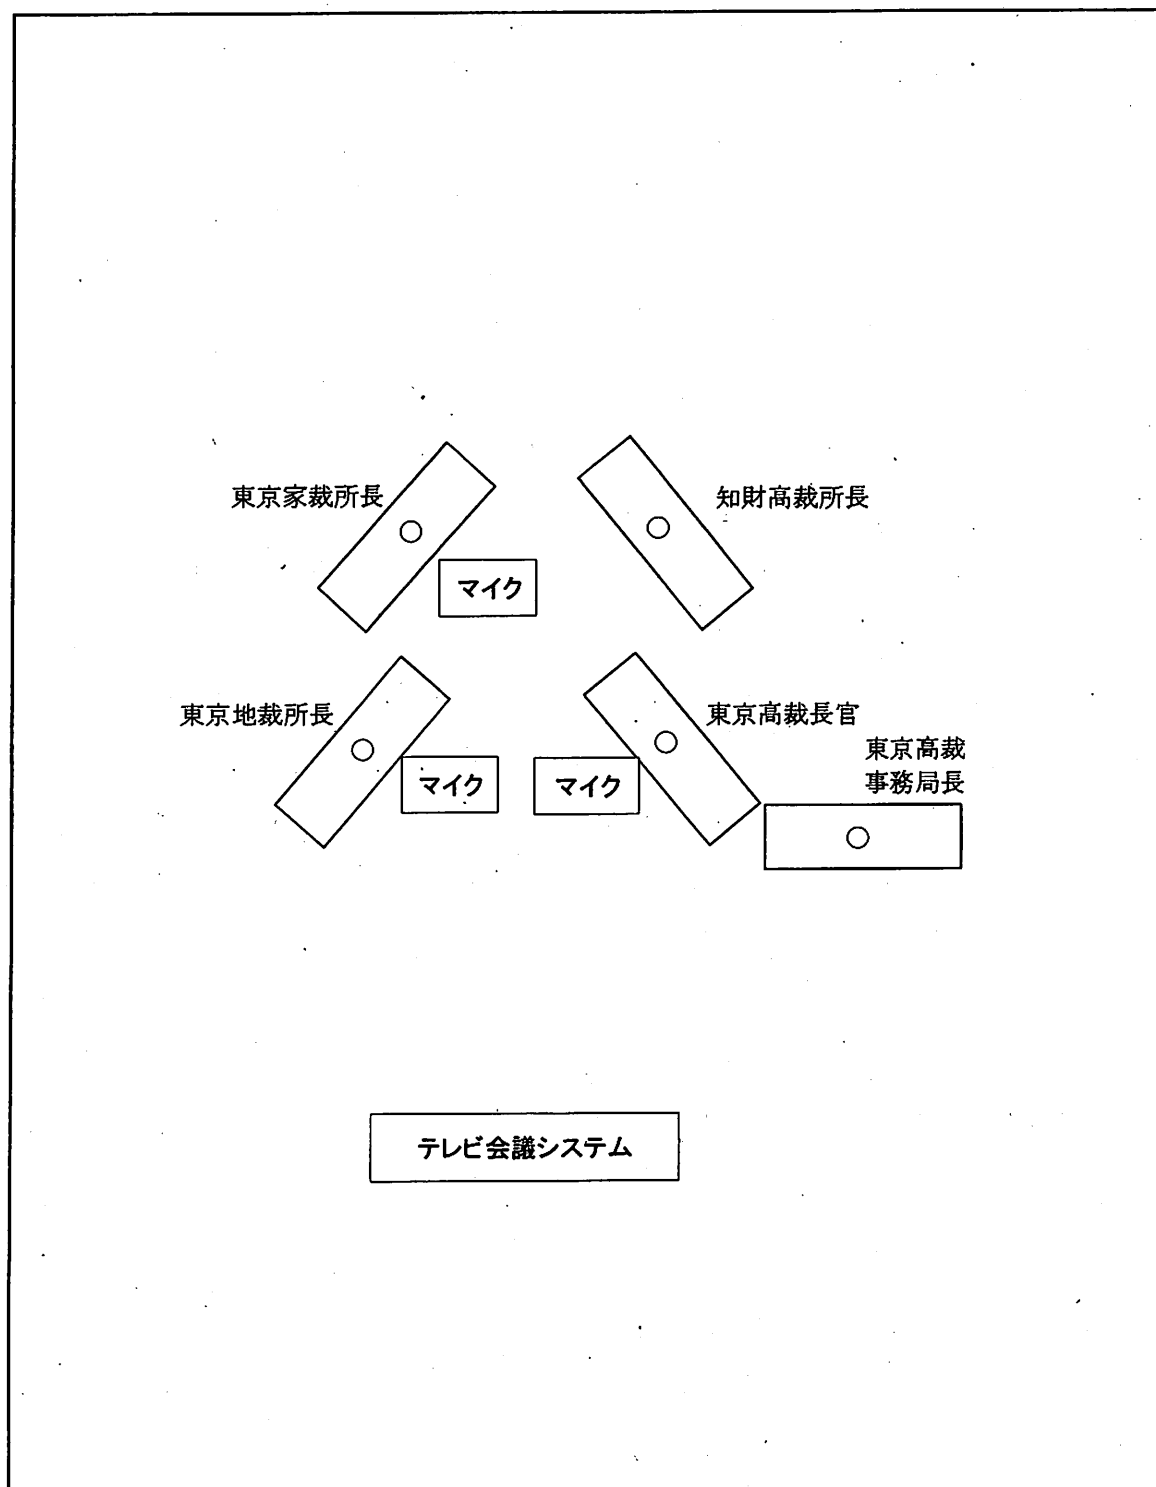 東京家裁所長
知財高裁所長
マイク
東京地裁所長
東京高裁長官
東京高裁
事務局長
マイク
マイク
テレビ会議システム